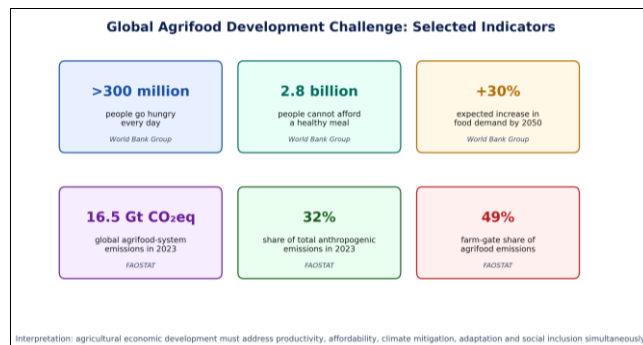 Global Agrifood Development Challenge: Selected Indicators
>300 million
people go hungry
every day
World Bank Group
2.8 billion
people cannot afford
a healthy meal
World Bank Group
+30%
expected increase in
food demand by 2050
World Bank Group
16.5 Gt CO₂eq
global agrifood-system
emissions in 2023
FAOSTAT
32%
share of total anthropogenic
emissions in 2023
FAOSTAT
49%
farm-gate share of
agrifood emissions
FAOSTAT
Interpretation: agricultural economic development must address productivity, affordability, climate mitigation, adaptation and social inclusion simultaneously